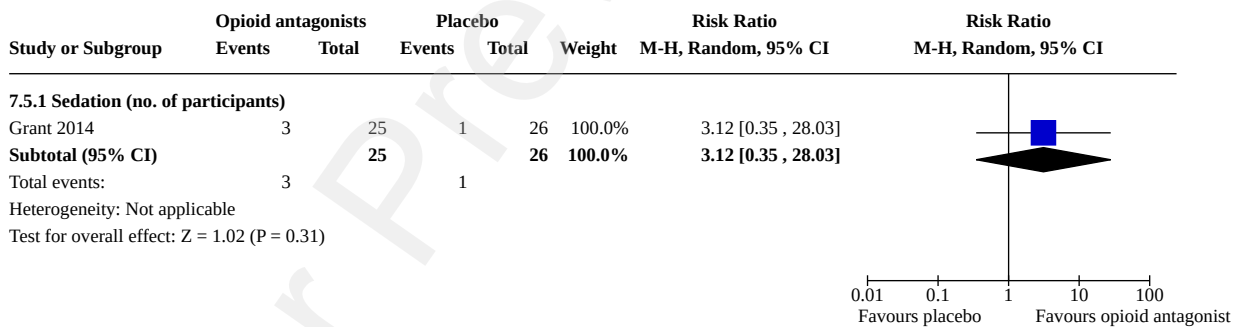 Opioid antagonists Placebo Risk Ratio Risk Ratio
Study or Subgroup Events Total Events Total Weight M-H, Random, 95% CI M-H, Random, 95% CI
7.5.1 Sedation (no. of participants)
Grant 2014 3 25 1 26 100.0% 3.12 [0.35 , 28.03]
Subtotal (95% CI) 25 26 100.0% 3.12 [0.35 , 28.03]
Total events: 3 1
Heterogeneity: Not applicable
Test for overall effect: Z = 1.02 (P = 0.31)
0.01 0.1 1 10 100
Favours placebo Favours opioid antagonist
r Pre